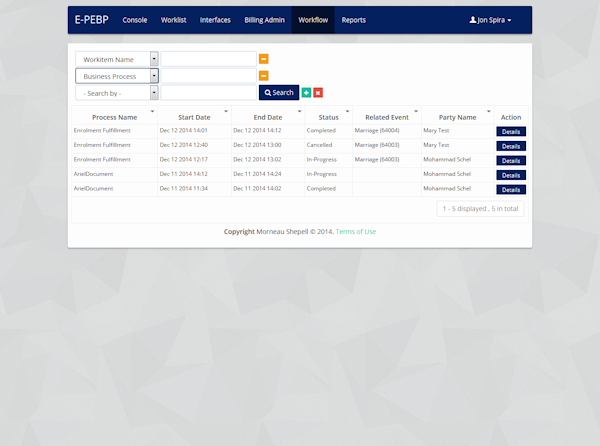 E-PEBP Console Worklist Interfaces Billing Admin Workflow Reports Jon Spira
Workitem Name
Business Process
- Search by - Search
Process Name Start Date End Date Status Related Event Party Name Action
Enrolment Fulfillment Dec 12 2014 14:01 Dec 12 2014 14:12 Completed Marriage (64004) Mary Test Details
Enrolment Fulfillment Dec 12 2014 12:40 Dec 12 2014 13:00 Cancelled Marriage (64003) Mary Test Details
Enrolment Fulfillment Dec 12 2014 12:17 Dec 12 2014 13:02 In-Progress Marriage (64003) Mohammad Schel Details
ArielDocument Dec 11 2014 14:12 Dec 11 2014 14:24 In-Progress Mohammad Schel Details
ArielDocument Dec 11 2014 11:34 Dec 11 2014 14:02 Completed Mohammad Schel Details
1 - 5 displayed , 5 in total
Copyright Morneau Shepell © 2014. Terms of Use